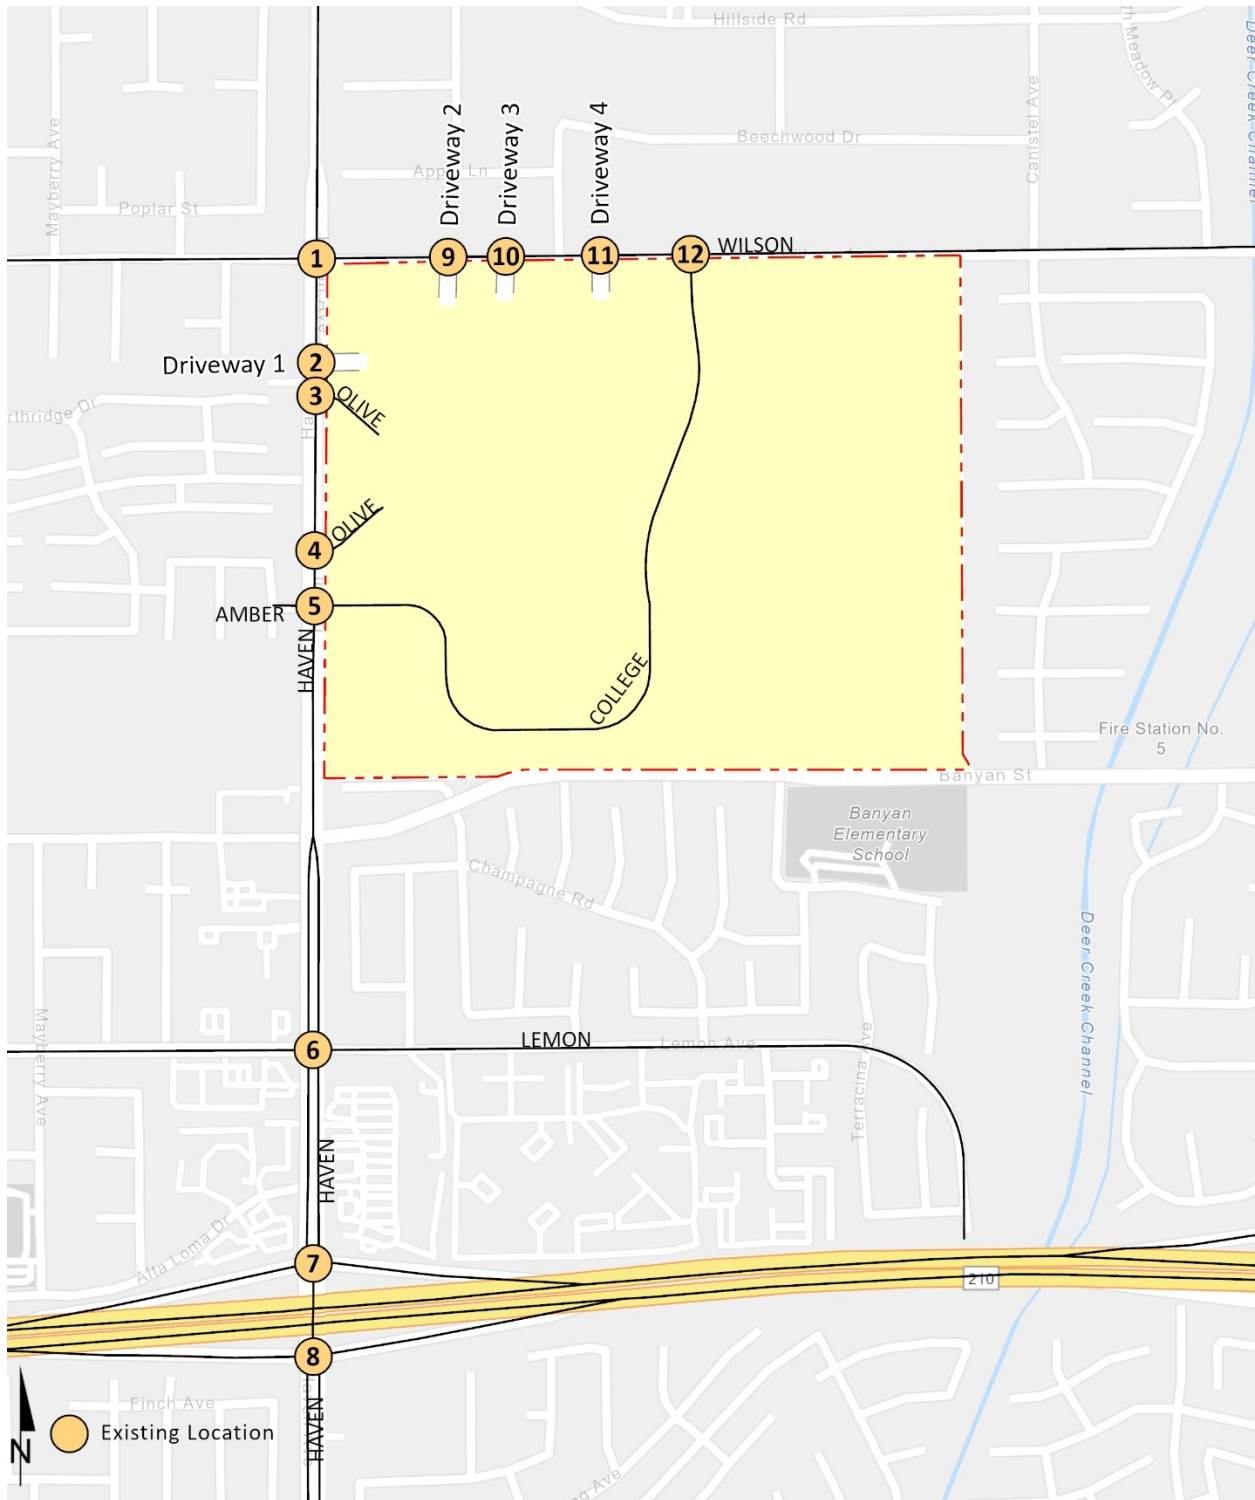 Hillside Rd
Deer Creek Channel
Mayberry Ave
Canistel Ave
Beechwood Dr
Driveway 2
Driveway 3
Driveway 4
Poplar St
WILSON
1
9
10
11
12
Driveway 1
2
3
OLIVE
4
OLIVE
AMBER
5
HAVEN
COLLEGE
Fire Station No.
5
Banyan St
Banyan
Elementary
School
Champagne Rd
Deer Creek Channel
Mayberry Ave
6
LEMON
Lemon Ave
Terracina Ave
HAVEN
Alta Loma Dr
7
210
8
Finch Ave
HAVEN
N
Existing Location